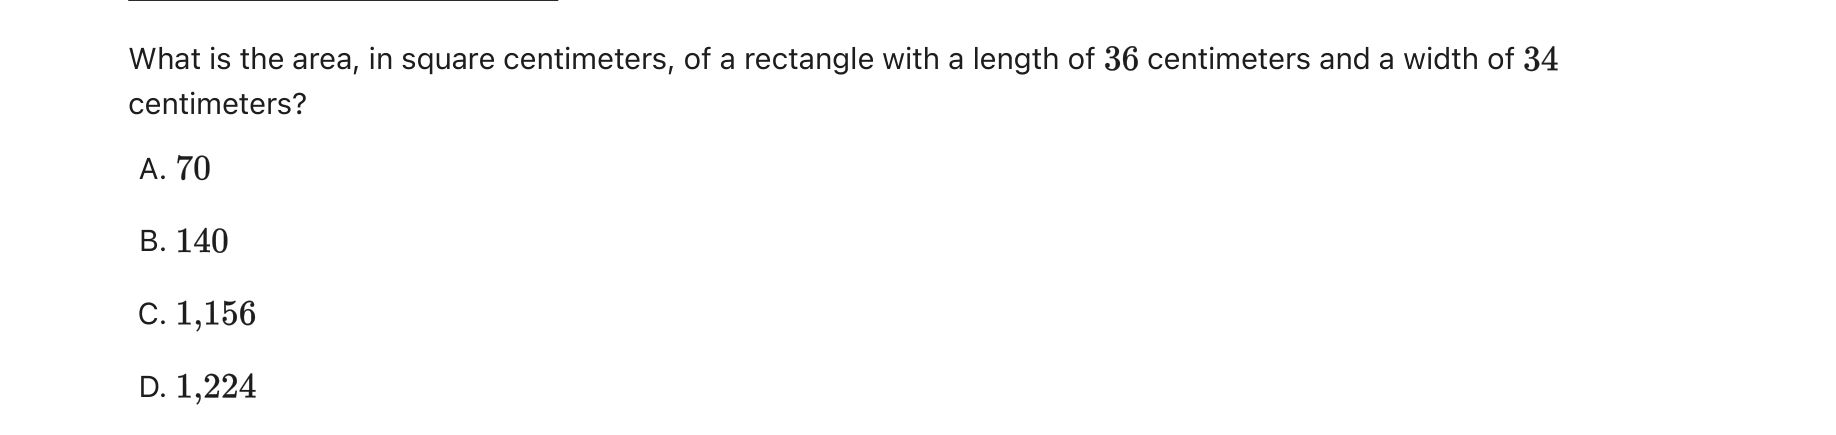 What is the area, in square centimeters, of a rectangle with a length of 36 centimeters and a width of 34
centimeters?
A. 70
B. 140
C. 1,156
D. 1,224